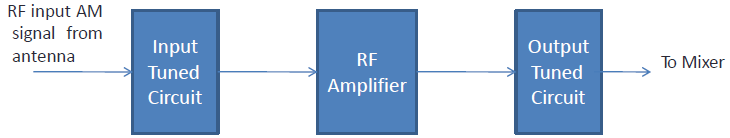 RF input AM
signal from
antenna
Input
Tuned
Circuit
RF
Amplifier
Output
Tuned
Circuit
To Mixer